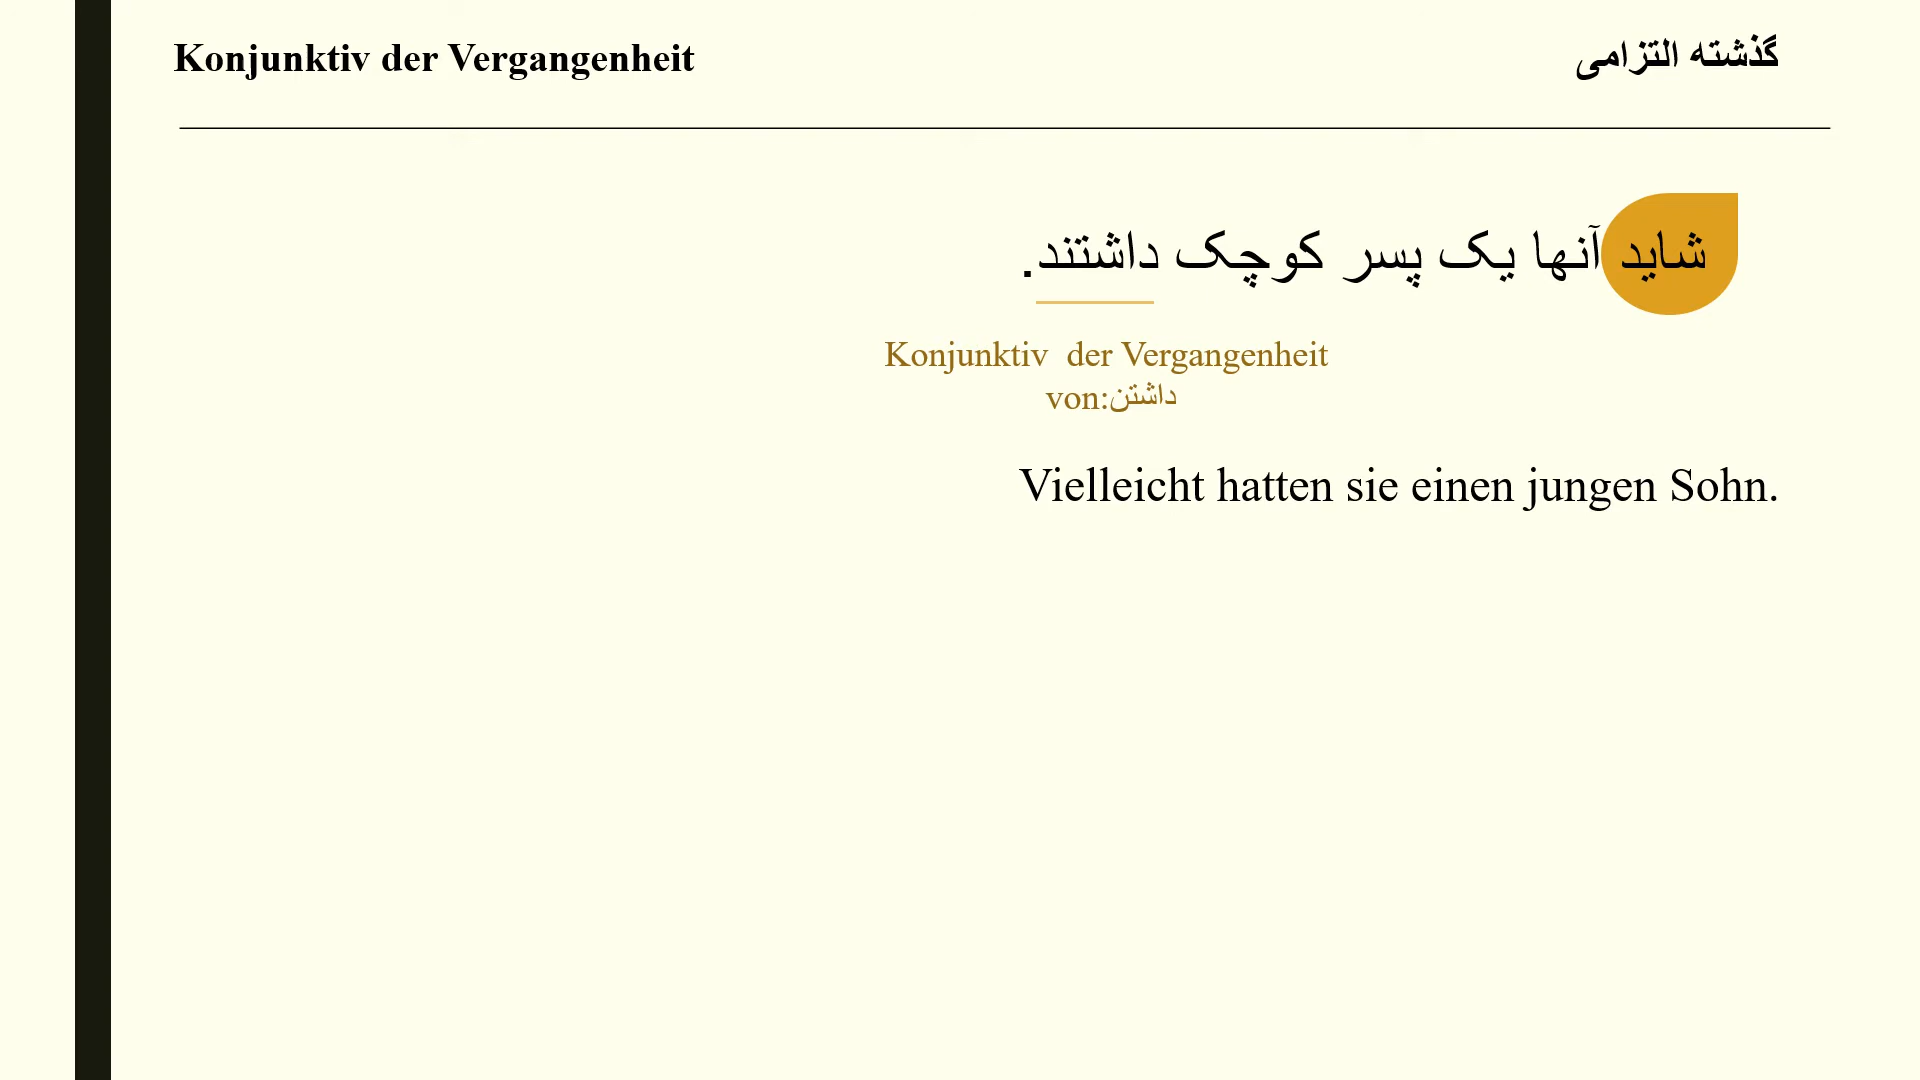 Konjunktiv der Vergangenheit
گذشته التزامی
شاید آنها یک پسر کوچک داشتند.
Konjunktiv  der Vergangenheit
von:داشتن
Vielleicht hatten sie einen jungen Sohn.